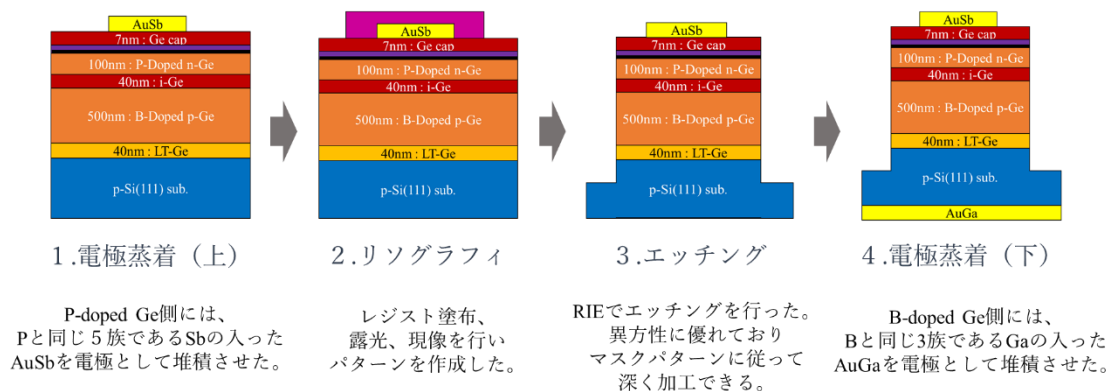 AuSb
7nm : Ge cap
100nm : P-Doped n-Ge
40nm : i-Ge
500nm : B-Doped p-Ge
40nm : LT-Ge
p-Si(111) sub.
AuSb
7nm : Ge cap
100nm : P-Doped n-Ge
40nm : i-Ge
500nm : B-Doped p-Ge
40nm : LT-Ge
p-Si(111) sub.
AuSb
7nm : Ge cap
100nm : P-Doped n-Ge
40nm : i-Ge
500nm : B-Doped p-Ge
40nm : LT-Ge
p-Si(111) sub.
AuSb
7nm : Ge cap
100nm : P-Doped n-Ge
40nm : i-Ge
500nm : B-Doped p-Ge
40nm : LT-Ge
p-Si(111) sub.
AuGa
1.電極蒸着（上）
P-doped Ge側には、
Pと同じ５族であるSbの入った
AuSbを電極として堆積させた。
2.リソグラフィ
レジスト塗布、
露光、現像を行い
パターンを作成した。
3.エッチング
RIEでエッチングを行った。
異方性に優れており
マスクパターンに従って
深く加工できる。
4.電極蒸着（下）
B-doped Ge側には、
Bと同じ3族であるGaの入った
AuGaを電極として堆積させた。